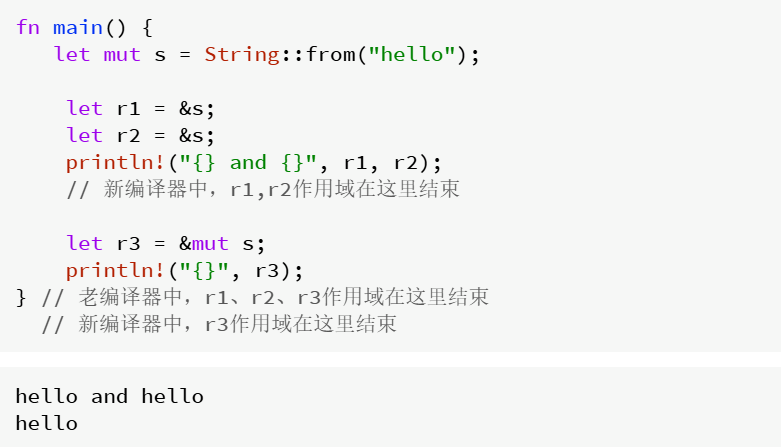 fn main() {
   let mut s = String::from("hello");

    let r1 = &s;
    let r2 = &s;
    println!("{} and {}", r1, r2);
    // 新编译器中，r1,r2作用域在这里结束

    let r3 = &mut s;
    println!("{}", r3);
} // 老编译器中，r1、r2、r3作用域在这里结束
  // 新编译器中，r3作用域在这里结束

hello and hello
hello